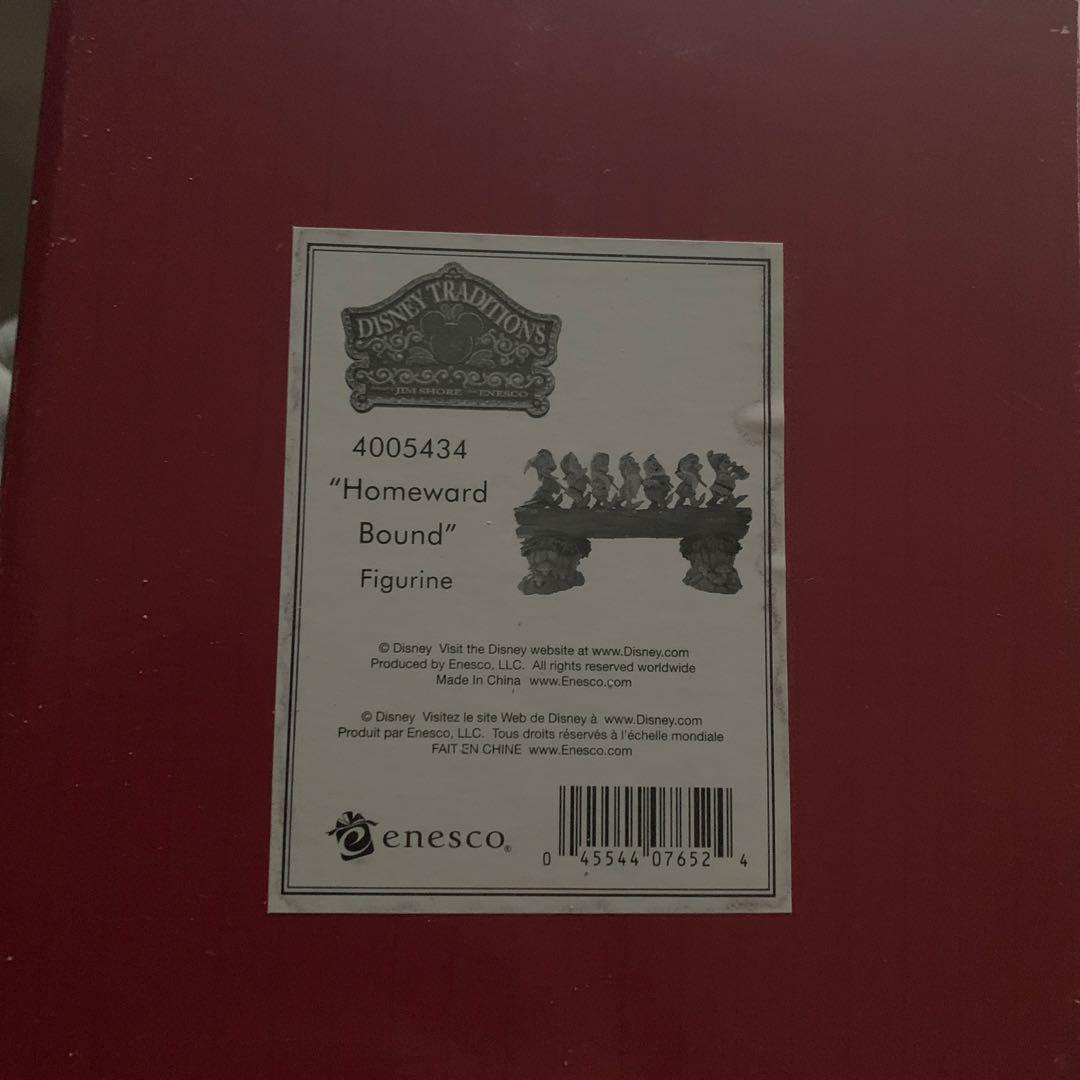 DISNEY TRADITIONS
JIM SHORE ENESCO
4005434
“Homeward
Bound”
Figurine
© Disney Visit the Disney website at www.Disney.com
Produced by Enesco, LLC. All rights reserved worldwide
Made In China www.Enesco.com
© Disney Visitez le site Web de Disney à www.Disney.com
Produit par Enesco, LLC. Tous droits réservés à l'échelle mondiale
FAIT EN CHINE www.Enesco.com
enesco®
0 45544 07652 4